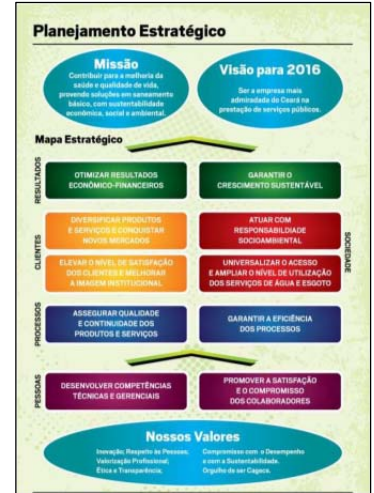 Planejamento Estratégico
Missão
Contribuir para a melhoria da
saúde e qualidade de vida,
provendo soluções em saneamento
básico, com sustentabilidade
econômica, social e ambiental.
Visão para 2016
Ser a empresa mais
admirada do Ceará na
prestação de serviços públicos.
Mapa Estratégico
RESULTADOS
OTIMIZAR RESULTADOS
ECONÔMICO-FINANCEIROS
GARANTIR O
CRESCIMENTO SUSTENTÁVEL
CLIENTES
DIVERSIFICAR PRODUTOS
E SERVIÇOS E CONQUISTAR
NOVOS MERCADOS
ATUAR COM
RESPONSABILIDIADE
SOCIOAMBIENTAL
SOCIEDADE
ELEVAR O NÍVEL DE SATISFAÇÃO
DOS CLIENTES E MELHORAR
A IMAGEM INSTITUCIONAL
UNIVERSALIZAR O ACESSO
E AMPLIAR O NÍVEL DE UTILIZAÇÃO
DOS SERVIÇOS DE ÁGUA E ESGOTO
PROCESSOS
ASSEGURAR QUALIDADE
E CONTINUIDADE DOS
PRODUTOS E SERVIÇOS
GARANTIR A EFICIÊNCIA
DOS PROCESSOS
PESSOAS
DESENVOLVER COMPETÊNCIAS
TÉCNICAS E GERENCIAIS
PROMOVER A SATISFAÇÃO
E O COMPROMISSO
DOS COLABORADORES
Nossos Valores
Inovação; Respeito às Pessoas;
Valorização Profissional;
Ética e Transparência;
Compromisso com o Desempenho
e com a Sustentabilidade.
Orgulho de ser Cagece.